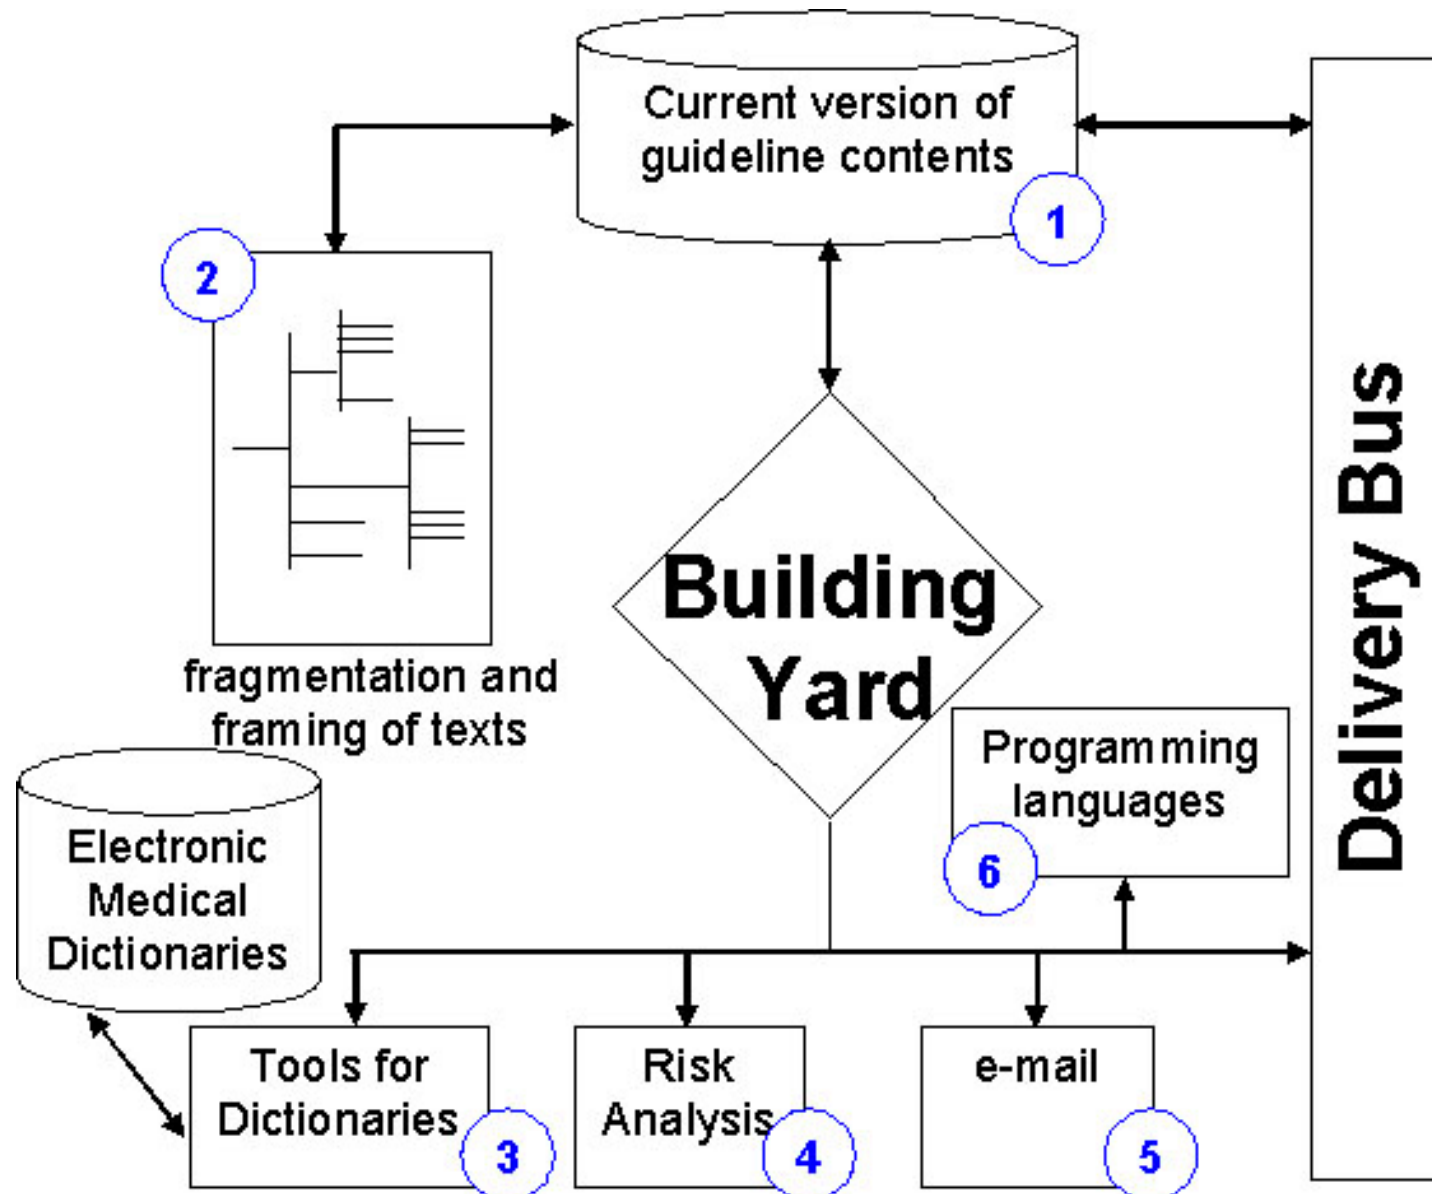 Current version of
guideline contents
1
2
fragmentation and
framing of texts
Building
Yard
Delivery Bus
Programming
languages
6
Electronic
Medical
Dictionaries
Tools for
Dictionaries
3
Risk
Analysis
4
e-mail
5